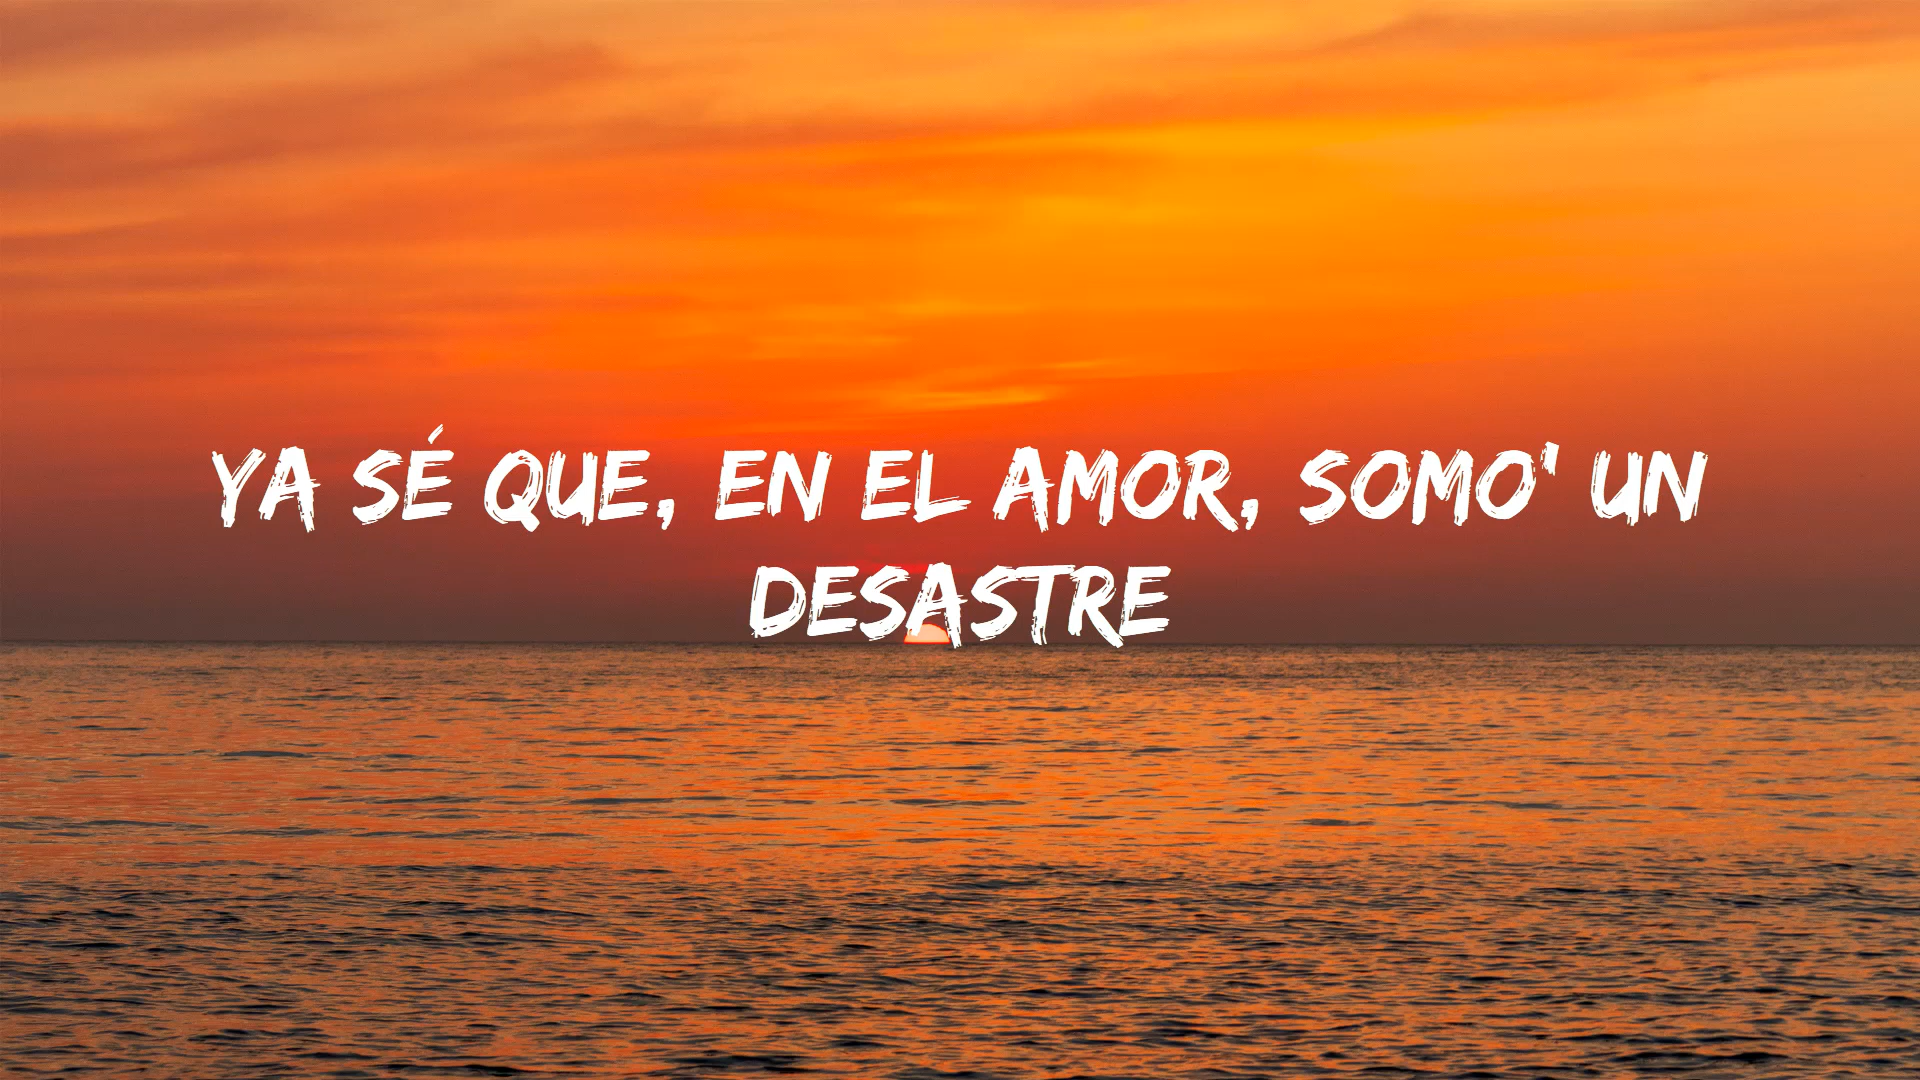 YA SÉ QUE, EN EL AMOR, SOMO' UN
DESASTRE